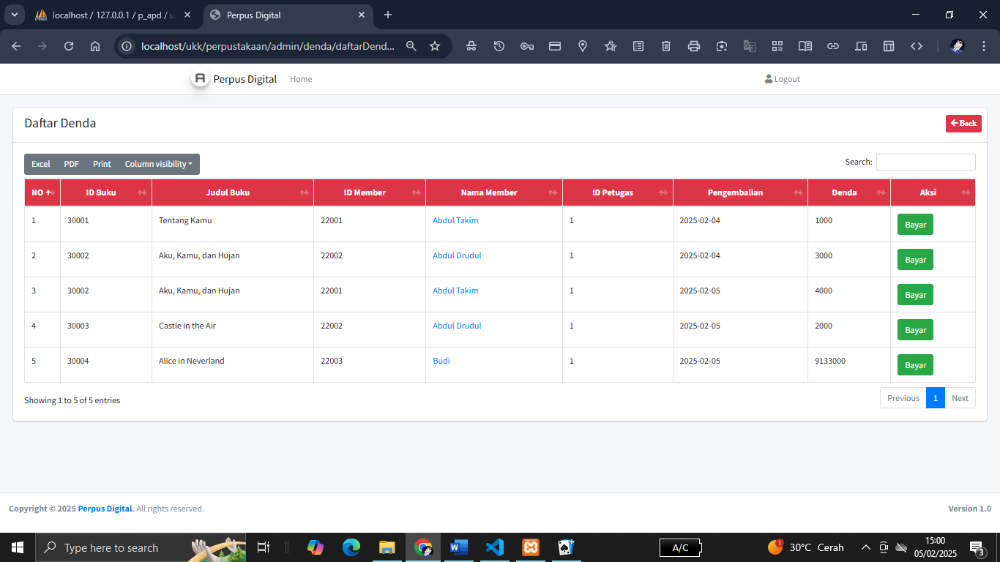 localhost / 127.0.0.1 / p_apd / u
Perpus Digital
localhost/ukk/perpustakaan/admin/denda/daftarDend...
Perpus Digital Home Logout
Daftar Denda Back
Excel PDF Print Column visibility Search:
NO ID Buku Judul Buku ID Member Nama Member ID Petugas Pengembalian Denda Aksi
1 30001 Tentang Kamu 22001 Abdul Takim 1 2025-02-04 1000 Bayar
2 30002 Aku, Kamu, dan Hujan 22002 Abdul Drudul 1 2025-02-04 3000 Bayar
3 30002 Aku, Kamu, dan Hujan 22001 Abdul Takim 1 2025-02-05 4000 Bayar
4 30003 Castle in the Air 22002 Abdul Drudul 1 2025-02-05 2000 Bayar
5 30004 Alice in Neverland 22003 Budi 1 2025-02-05 9133000 Bayar
Showing 1 to 5 of 5 entries Previous 1 Next
Copyright © 2025 Perpus Digital. All rights reserved. Version 1.0
Type here to search A/C 1 30°C Cerah 15:00
05/02/2025 3